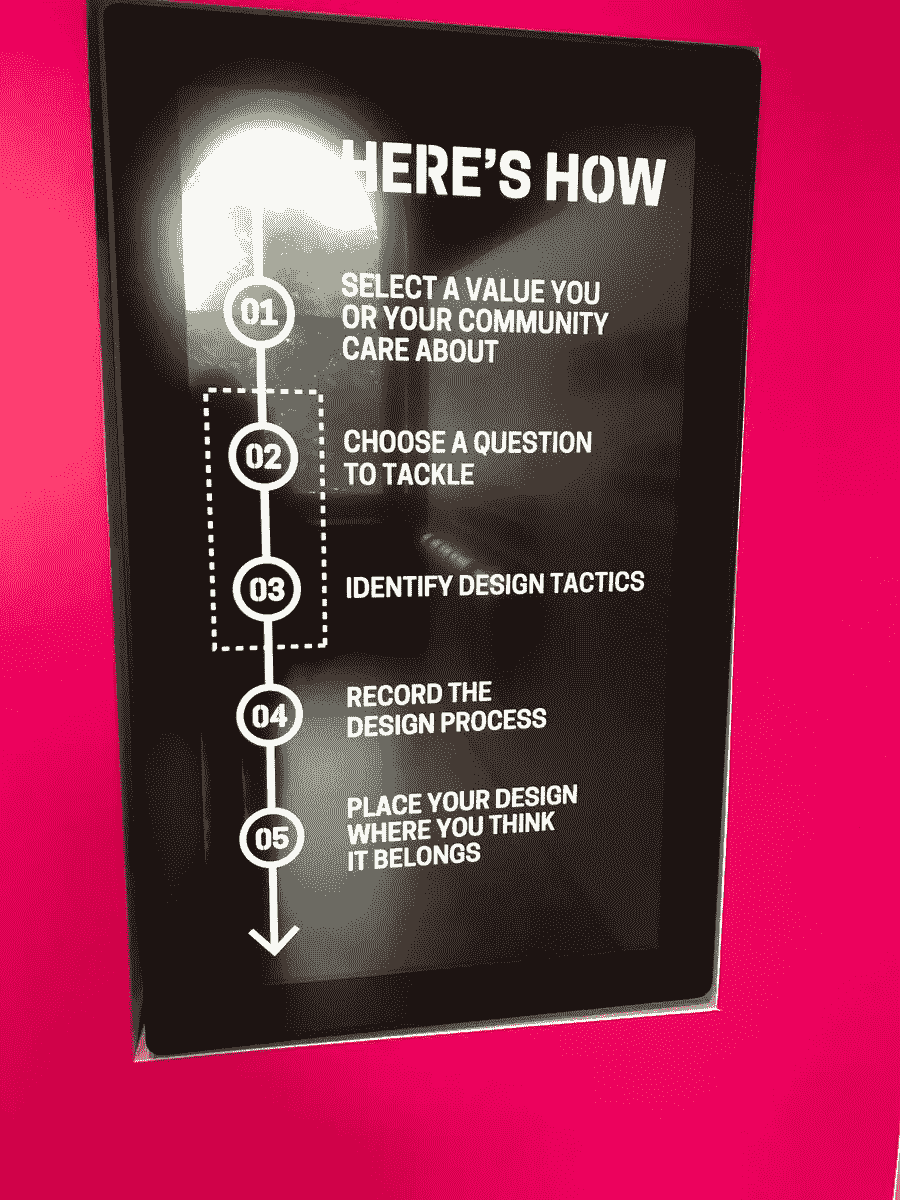 HERE'S HOW
01
SELECT A VALUE YOU
OR YOUR COMMUNITY
CARE ABOUT
02
CHOOSE A QUESTION
TO TACKLE
03
IDENTIFY DESIGN TACTICS
04
RECORD THE
DESIGN PROCESS
05
PLACE YOUR DESIGN
WHERE YOU THINK
IT BELONGS